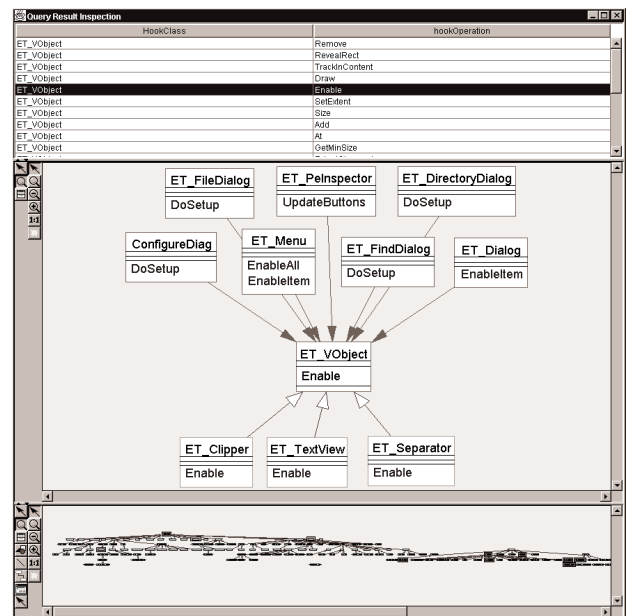 Query Result Inspection
HookClass hookOperation
ET_VObject Remove
ET_VObject RevealRect
ET_VObject TrackInContent
ET_VObject Draw
ET_VObject Enable
ET_VObject SetExtent
ET_VObject Size
ET_VObject Add
ET_VObject At
ET_VObject GetMinSize
1:1
ET_FileDialog
DoSetup
ET_PeInspector
UpdateButtons
ET_DirectoryDialog
DoSetup
ConfigureDiag
DoSetup
ET_Menu
EnableAll
EnableItem
ET_FindDialog
DoSetup
ET_Dialog
EnableItem
ET_VObject
Enable
ET_Clipper
Enable
ET_TextView
Enable
ET_Separator
Enable
1:1